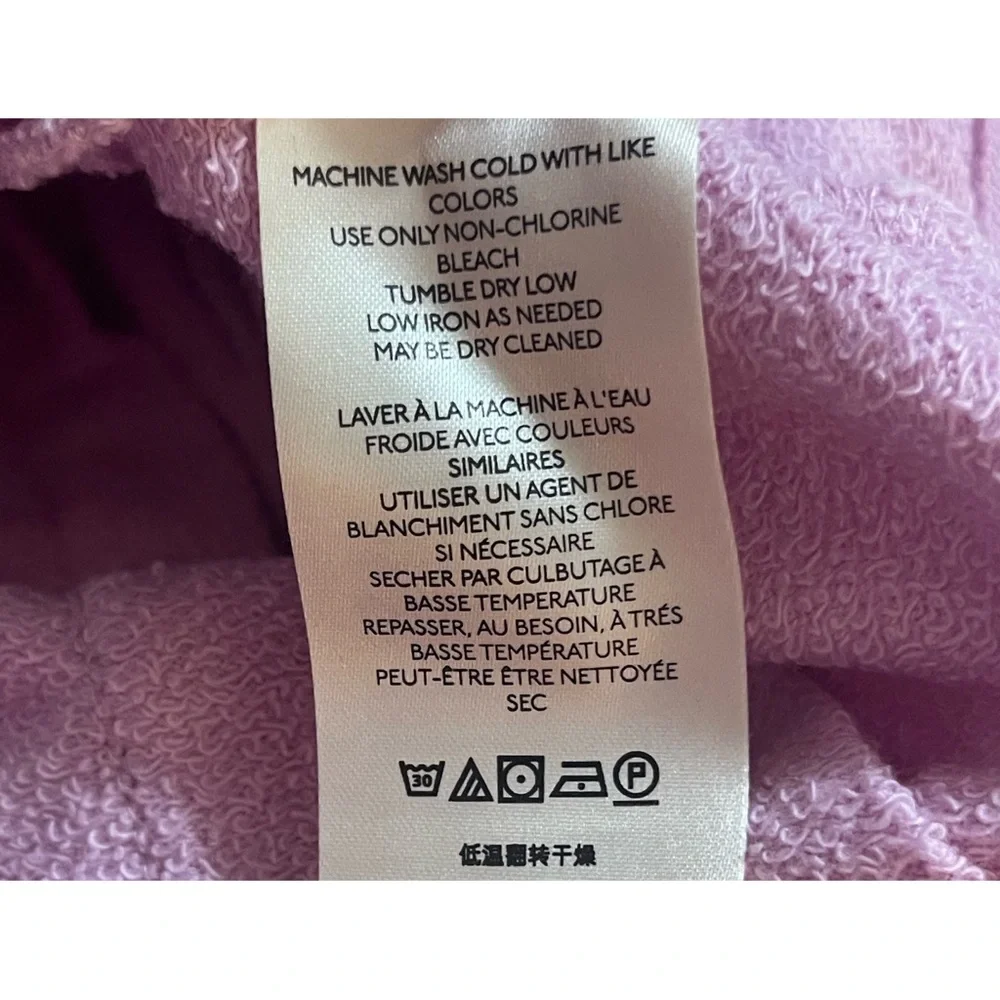 MACHINE WASH COLD WITH LIKE
COLORS
USE ONLY NON-CHLORINE
BLEACH
TUMBLE DRY LOW
LOW IRON AS NEEDED
MAY BE DRY CLEANED
LAVER À LA MACHINE À L'EAU
FROIDE AVEC COULEURS
SIMILAIRES
UTILISER UN AGENT DE
BLANCHIMENT SANS CHLORE
SI NÉCESSAIRE
SECHER PAR CULBUTAGE À
BASSE TEMPERATURE
REPASSER, AU BESOIN, À TRÉS
BASSE TEMPÉRATURE
PEUT-ÊTRE ÊTRE NETTOYÉE
SEC
30 P
低温翻转干燥